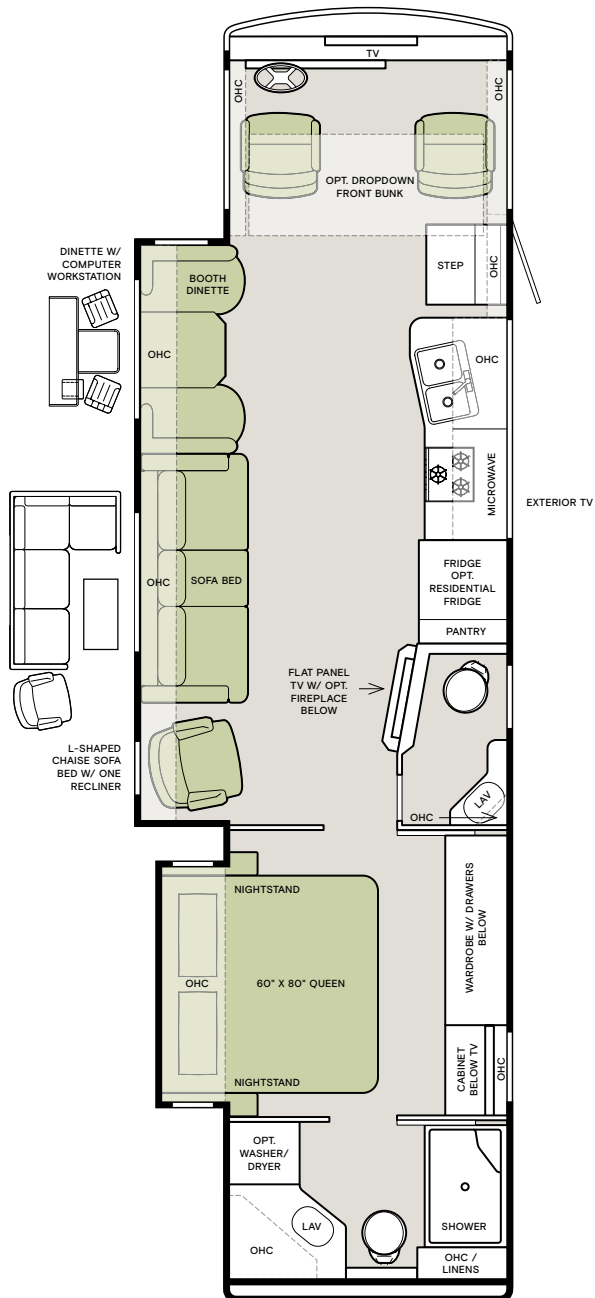 TV
OHC
OHC
OPT. DROPDOWN
FRONT BUNK
DINETTE W/
COMPUTER
WORKSTATION
BOOTH
DINETTE
STEP
OHC
OHC
OHC
MICROWAVE
EXTERIOR TV
OHC
SOFA BED
FRIDGE
OPT.
RESIDENTIAL
FRIDGE
PANTRY
FLAT PANEL
TV W/ OPT.
FIREPLACE
BELOW
L-SHAPED
CHAISE SOFA
BED W/ ONE
RECLINER
LAV
OHC
NIGHTSTAND
WARDROBE W/ DRAWERS
BELOW
OHC
60" X 80" QUEEN
NIGHTSTAND
CABINET
BELOW TV
OHC
OPT.
WASHER/
DRYER
LAV
OHC
SHOWER
OHC /
LINENS